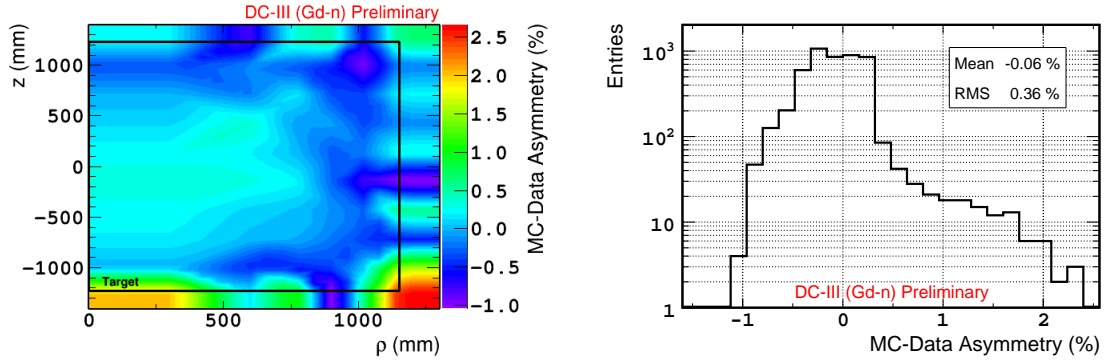 DC-III (Gd-n) Preliminary
z (mm)
1000
500
0
−500
−1000
Target
0 500 1000
ρ (mm)
2.5
2.0
1.5
1.0
0.5
0.0
−0.5
−1.0
MC-Data Asymmetry (%)
Entries
10³
10²
10
1
Mean -0.06 %
RMS 0.36 %
DC-III (Gd-n) Preliminary
−1 0 1 2
MC-Data Asymmetry (%)